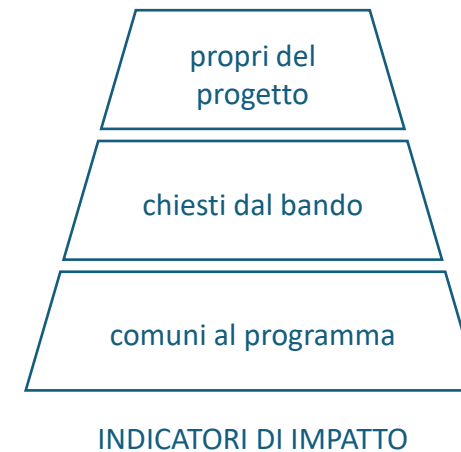 propri del
progetto
chiesti dal bando
comuni al programma
INDICATORI DI IMPATTO